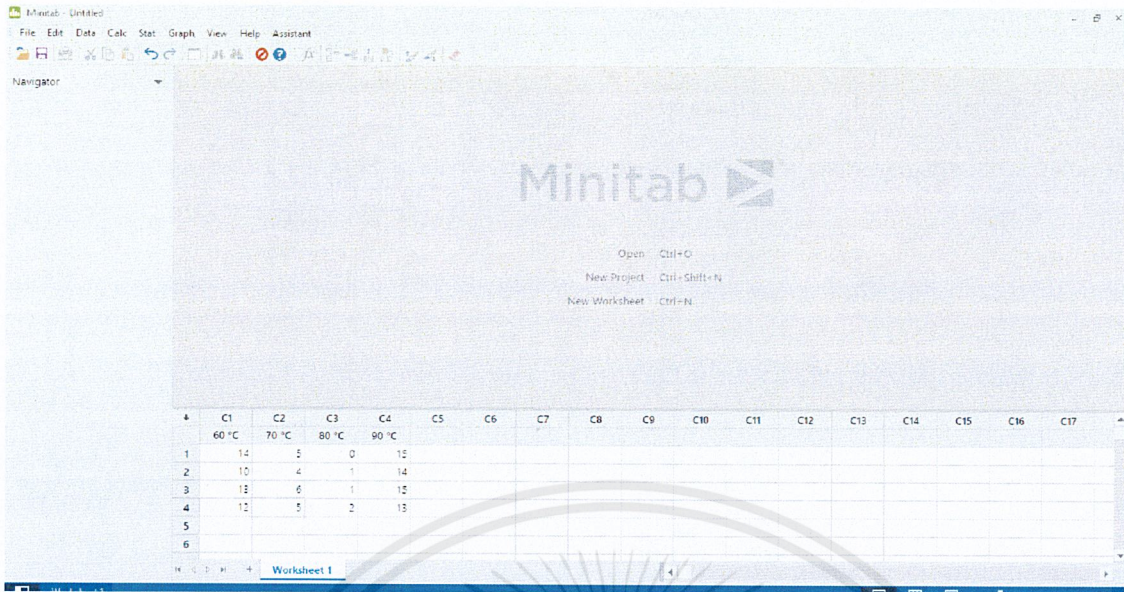 Minitab - Untitled
File Edit Data Calc Stat Graph View Help Assistant
Navigator
Minitab
Open Ctrl+O
New Project Ctrl+Shift+N
New Worksheet Ctrl+N
C1 C2 C3 C4 C5 C6 C7 C8 C9 C10 C11 C12 C13 C14 C15 C16 C17
60 °C 70 °C 80 °C 90 °C
1 14 5 0 15
2 10 4 1 14
3 13 6 1 15
4 12 5 2 13
5
6
Worksheet 1